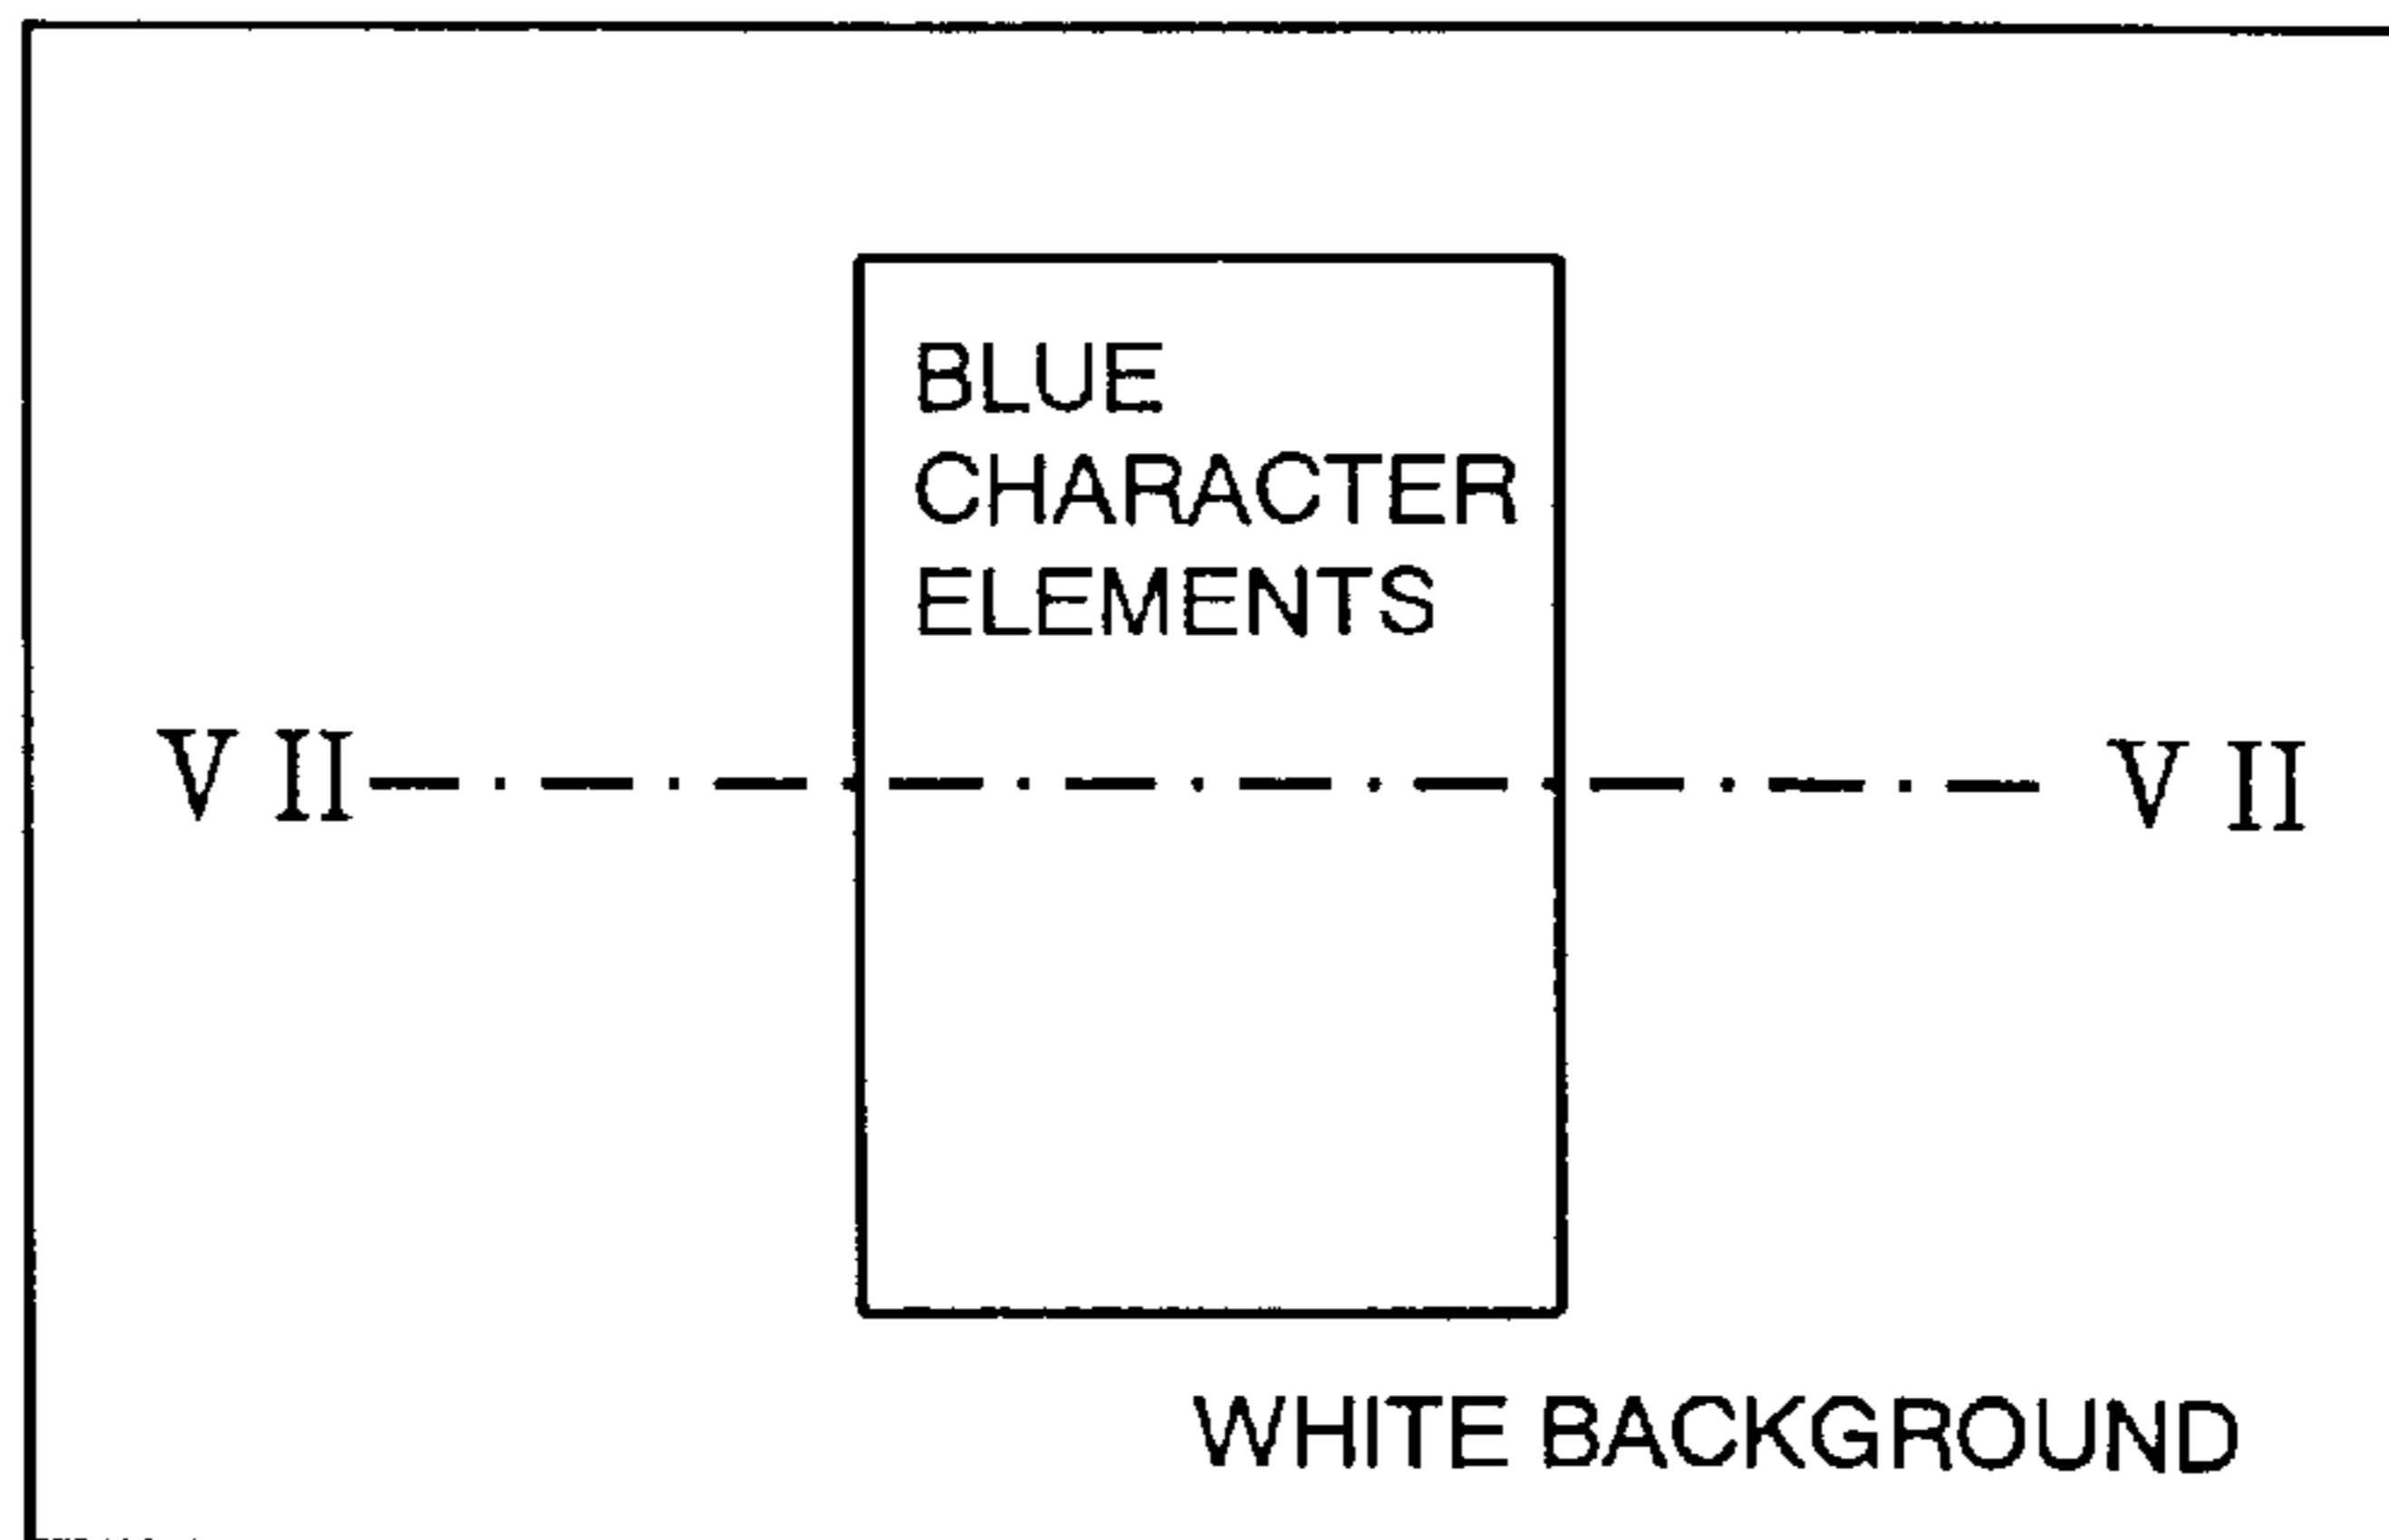 BLUE
CHARACTER
ELEMENTS
V II V II
WHITE BACKGROUND